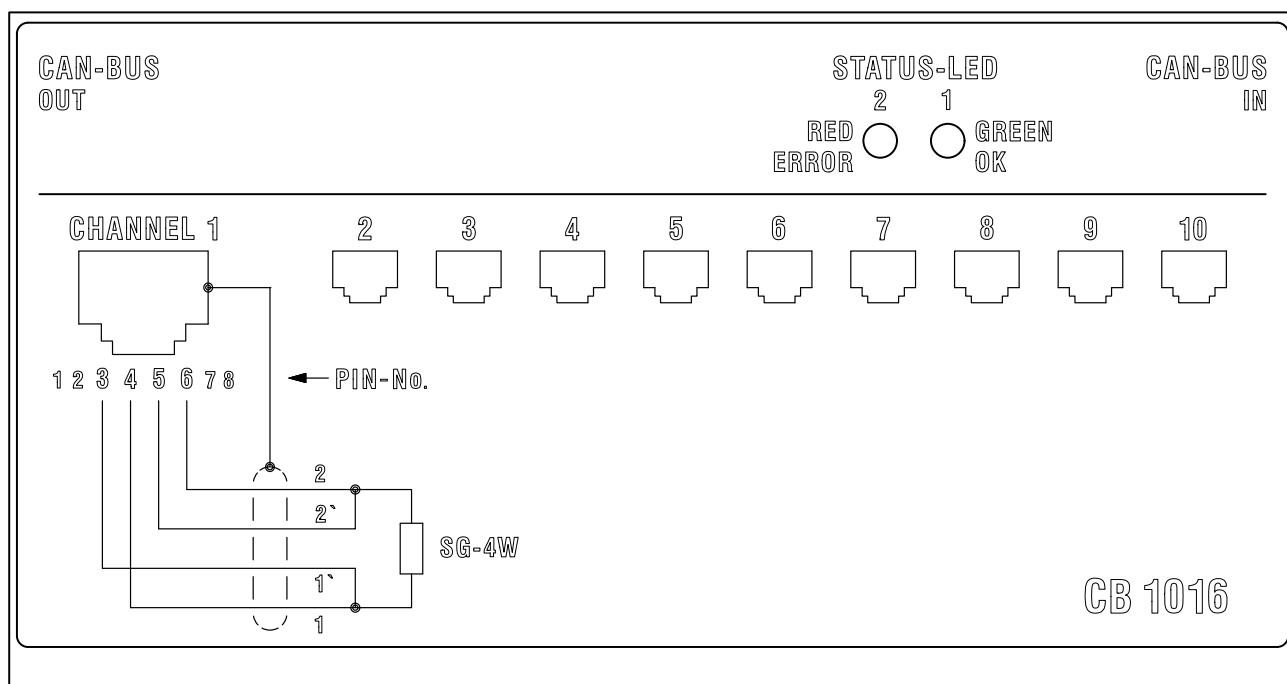 CAN-BUS
OUT
STATUS-LED
2 1
RED
ERROR
GREEN
OK
CAN-BUS
IN
CHANNEL 1 2 3 4 5 6 7 8 9 10
1 2 3 4 5 6 7 8
PIN-No.
2
2`
SG-4W
1`
1
CB 1016